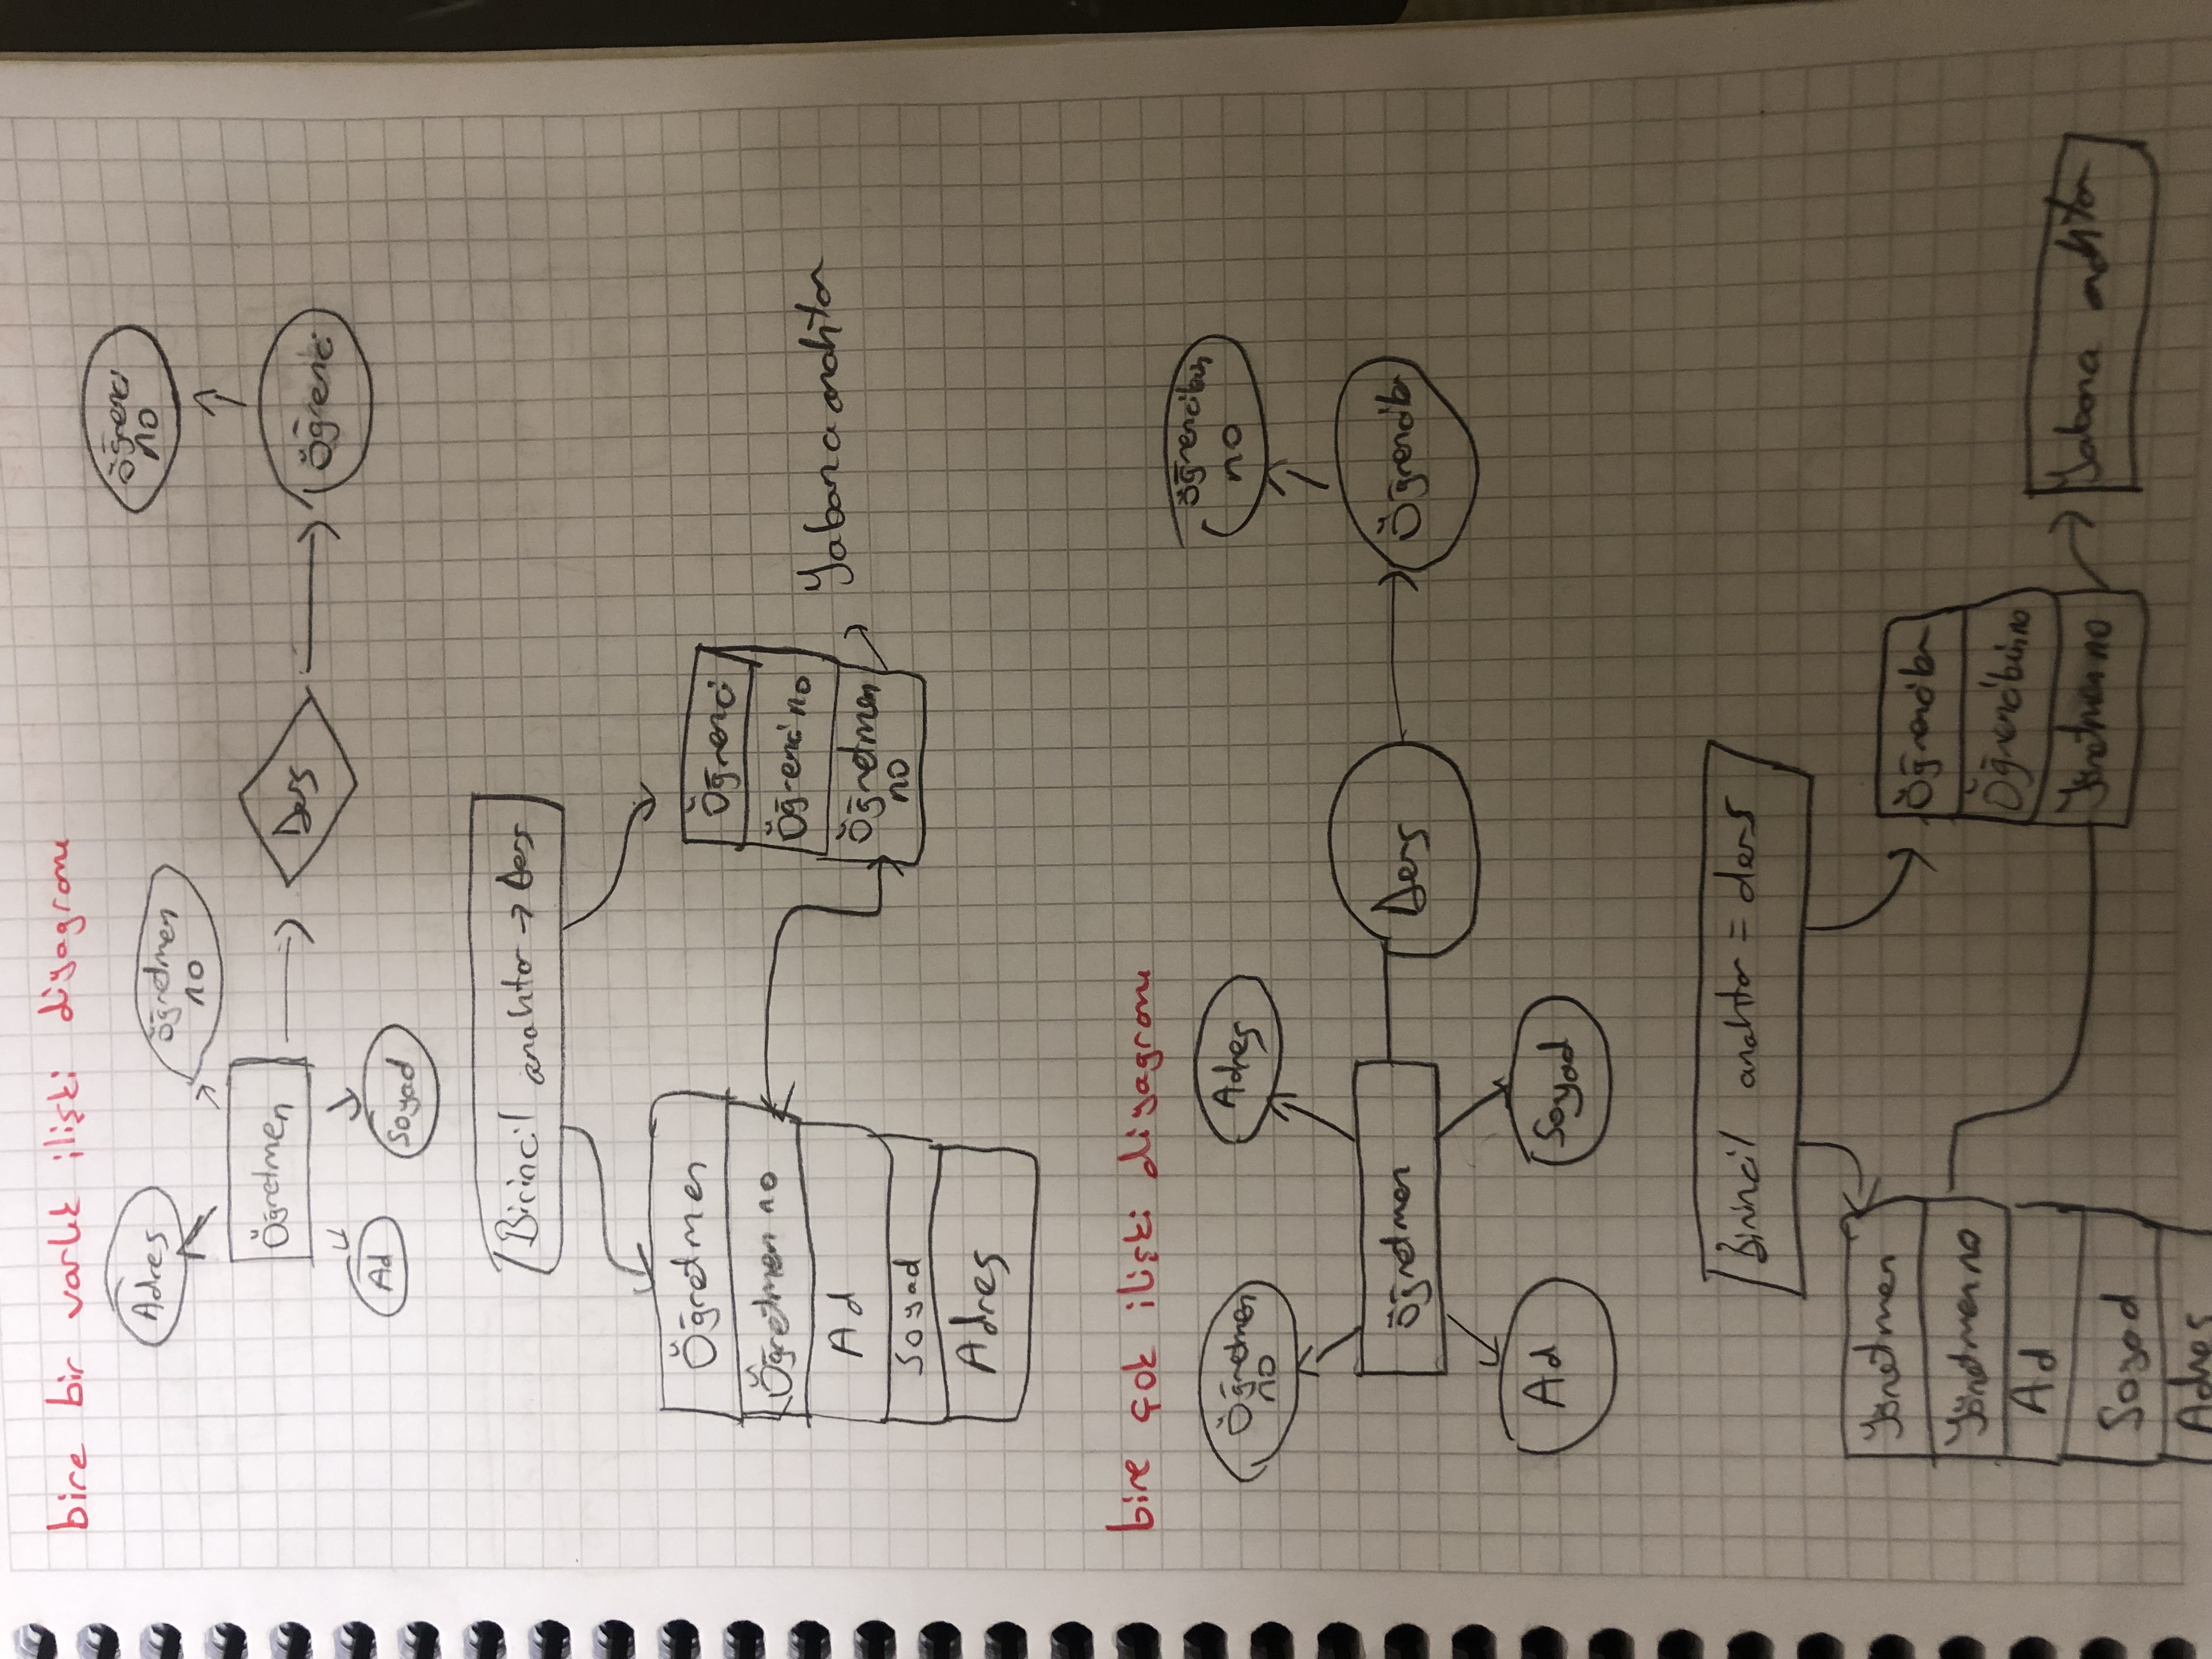 bire bir varlık ilişki diyagramı
Adres
Öğretmen
no
Öğrenci
no
Öğretmen
Ders
Öğrenci
Ad
Soyad
Birincil anahtar → Ders
Öğretmen
Öğretmen no
Ad
Soyad
Adres
Öğrenci
Öğrenci no
Öğretmen
no
Yabancı anahtar
bire çok ilişki diyagramı
Öğretmen
no
Adres
no
Öğretmen
Ders
Öğrenciler
Ad
Soyad
Birincil anahtar = ders
Yönetmen
Yönetmen no
Ad
Soyad
Adres
Öğrenciler
Yönetmen no
Yabancı anahtar